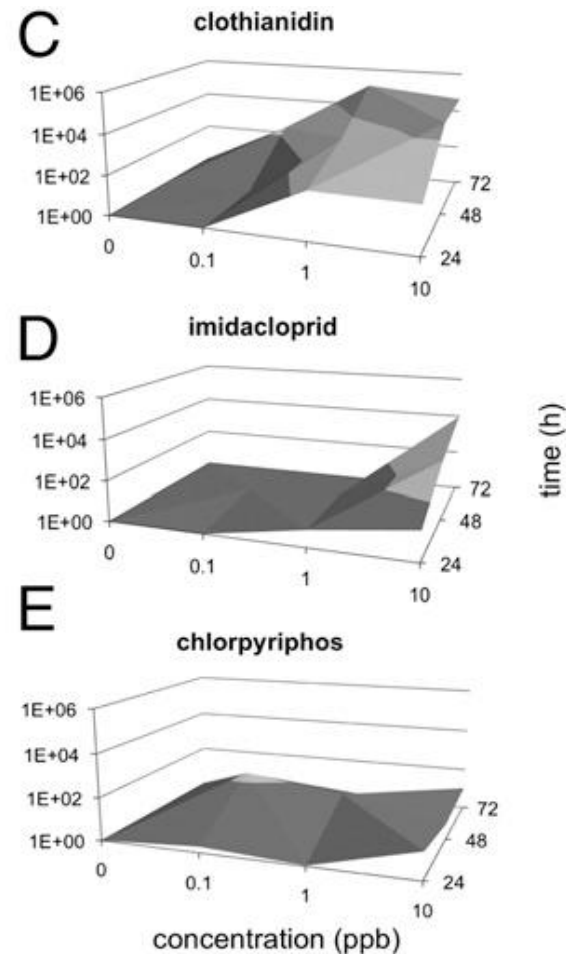 C
clothianidin
1E+06
1E+04
1E+02
1E+00
0
0.1
1
10
24
48
72
D
imidacloprid
1E+06
1E+04
1E+02
1E+00
0
0.1
1
10
24
48
72
time (h)
E
chlorpyriphos
1E+06
1E+04
1E+02
1E+00
0
0.1
1
10
24
48
72
concentration (ppb)